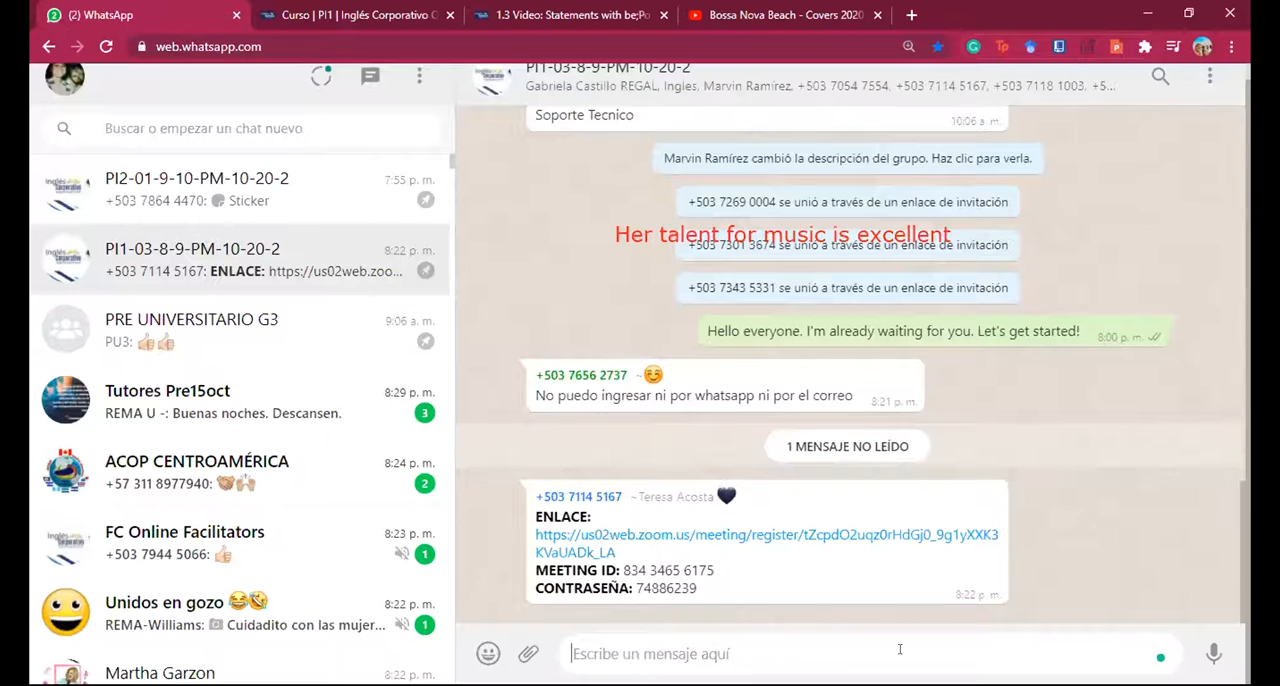 (2) WhatsApp
Curso | PI1 | Inglés Corporativo C
1.3 Video: Statements with be;Po
Bossa Nova Beach - Covers 2020
web.whatsapp.com
Buscar o empezar un chat nuevo
PI2-01-9-10-PM-10-20-2 7:55 p. m.
+503 7864 4470: Sticker
PI1-03-8-9-PM-10-20-2 8:22 p. m.
+503 7114 5167: ENLACE: https://us02web.zoo...
PRE UNIVERSITARIO G3 9:06 a. m.
PU3: 👍🏻👍🏻
Tutores Pre15oct 8:29 p. m.
REMA U -: Buenas noches. Descansen. 3
ACOP CENTROAMÉRICA 8:24 p. m.
+57 311 8977940: 🤝🏼🙌🏻 2
FC Online Facilitators 8:23 p. m.
+503 7944 5066: 👍🏻 1
Unidos en gozo 😂🤣 8:22 p. m.
REMA-Williams: Cuidadito con las mujer... 1
Martha Garzon 8:22 p. m.
PI1-03-8-9-PM-10-20-2
Gabriela Castillo REGAL, Ingles, Marvin Ramírez, +503 7054 7554, +503 7114 5167, +503 7118 1003, +5...
Soporte Tecnico 10:06 a. m.
Marvin Ramírez cambió la descripción del grupo. Haz clic para verla.
+503 7269 0004 se unió a través de un enlace de invitación
Her talent for music is excellent
+503 7301 3674 se unió a través de un enlace de invitación
+503 7343 5331 se unió a través de un enlace de invitación
Hello everyone. I'm already waiting for you. Let's get started! 8:00 p. m.
+503 7656 2737 ~☺️
No puedo ingresar ni por whatsapp ni por el correo 8:21 p. m.
1 MENSAJE NO LEÍDO
+503 7114 5167 ~Teresa Acosta 🖤
ENLACE:
https://us02web.zoom.us/meeting/register/tZcpdO2uqz0rHdGj0_9g1yXXK3
KVaUADk_LA
MEETING ID: 834 3465 6175
CONTRASEÑA: 74886239
8:22 p. m.
Escribe un mensaje aquí